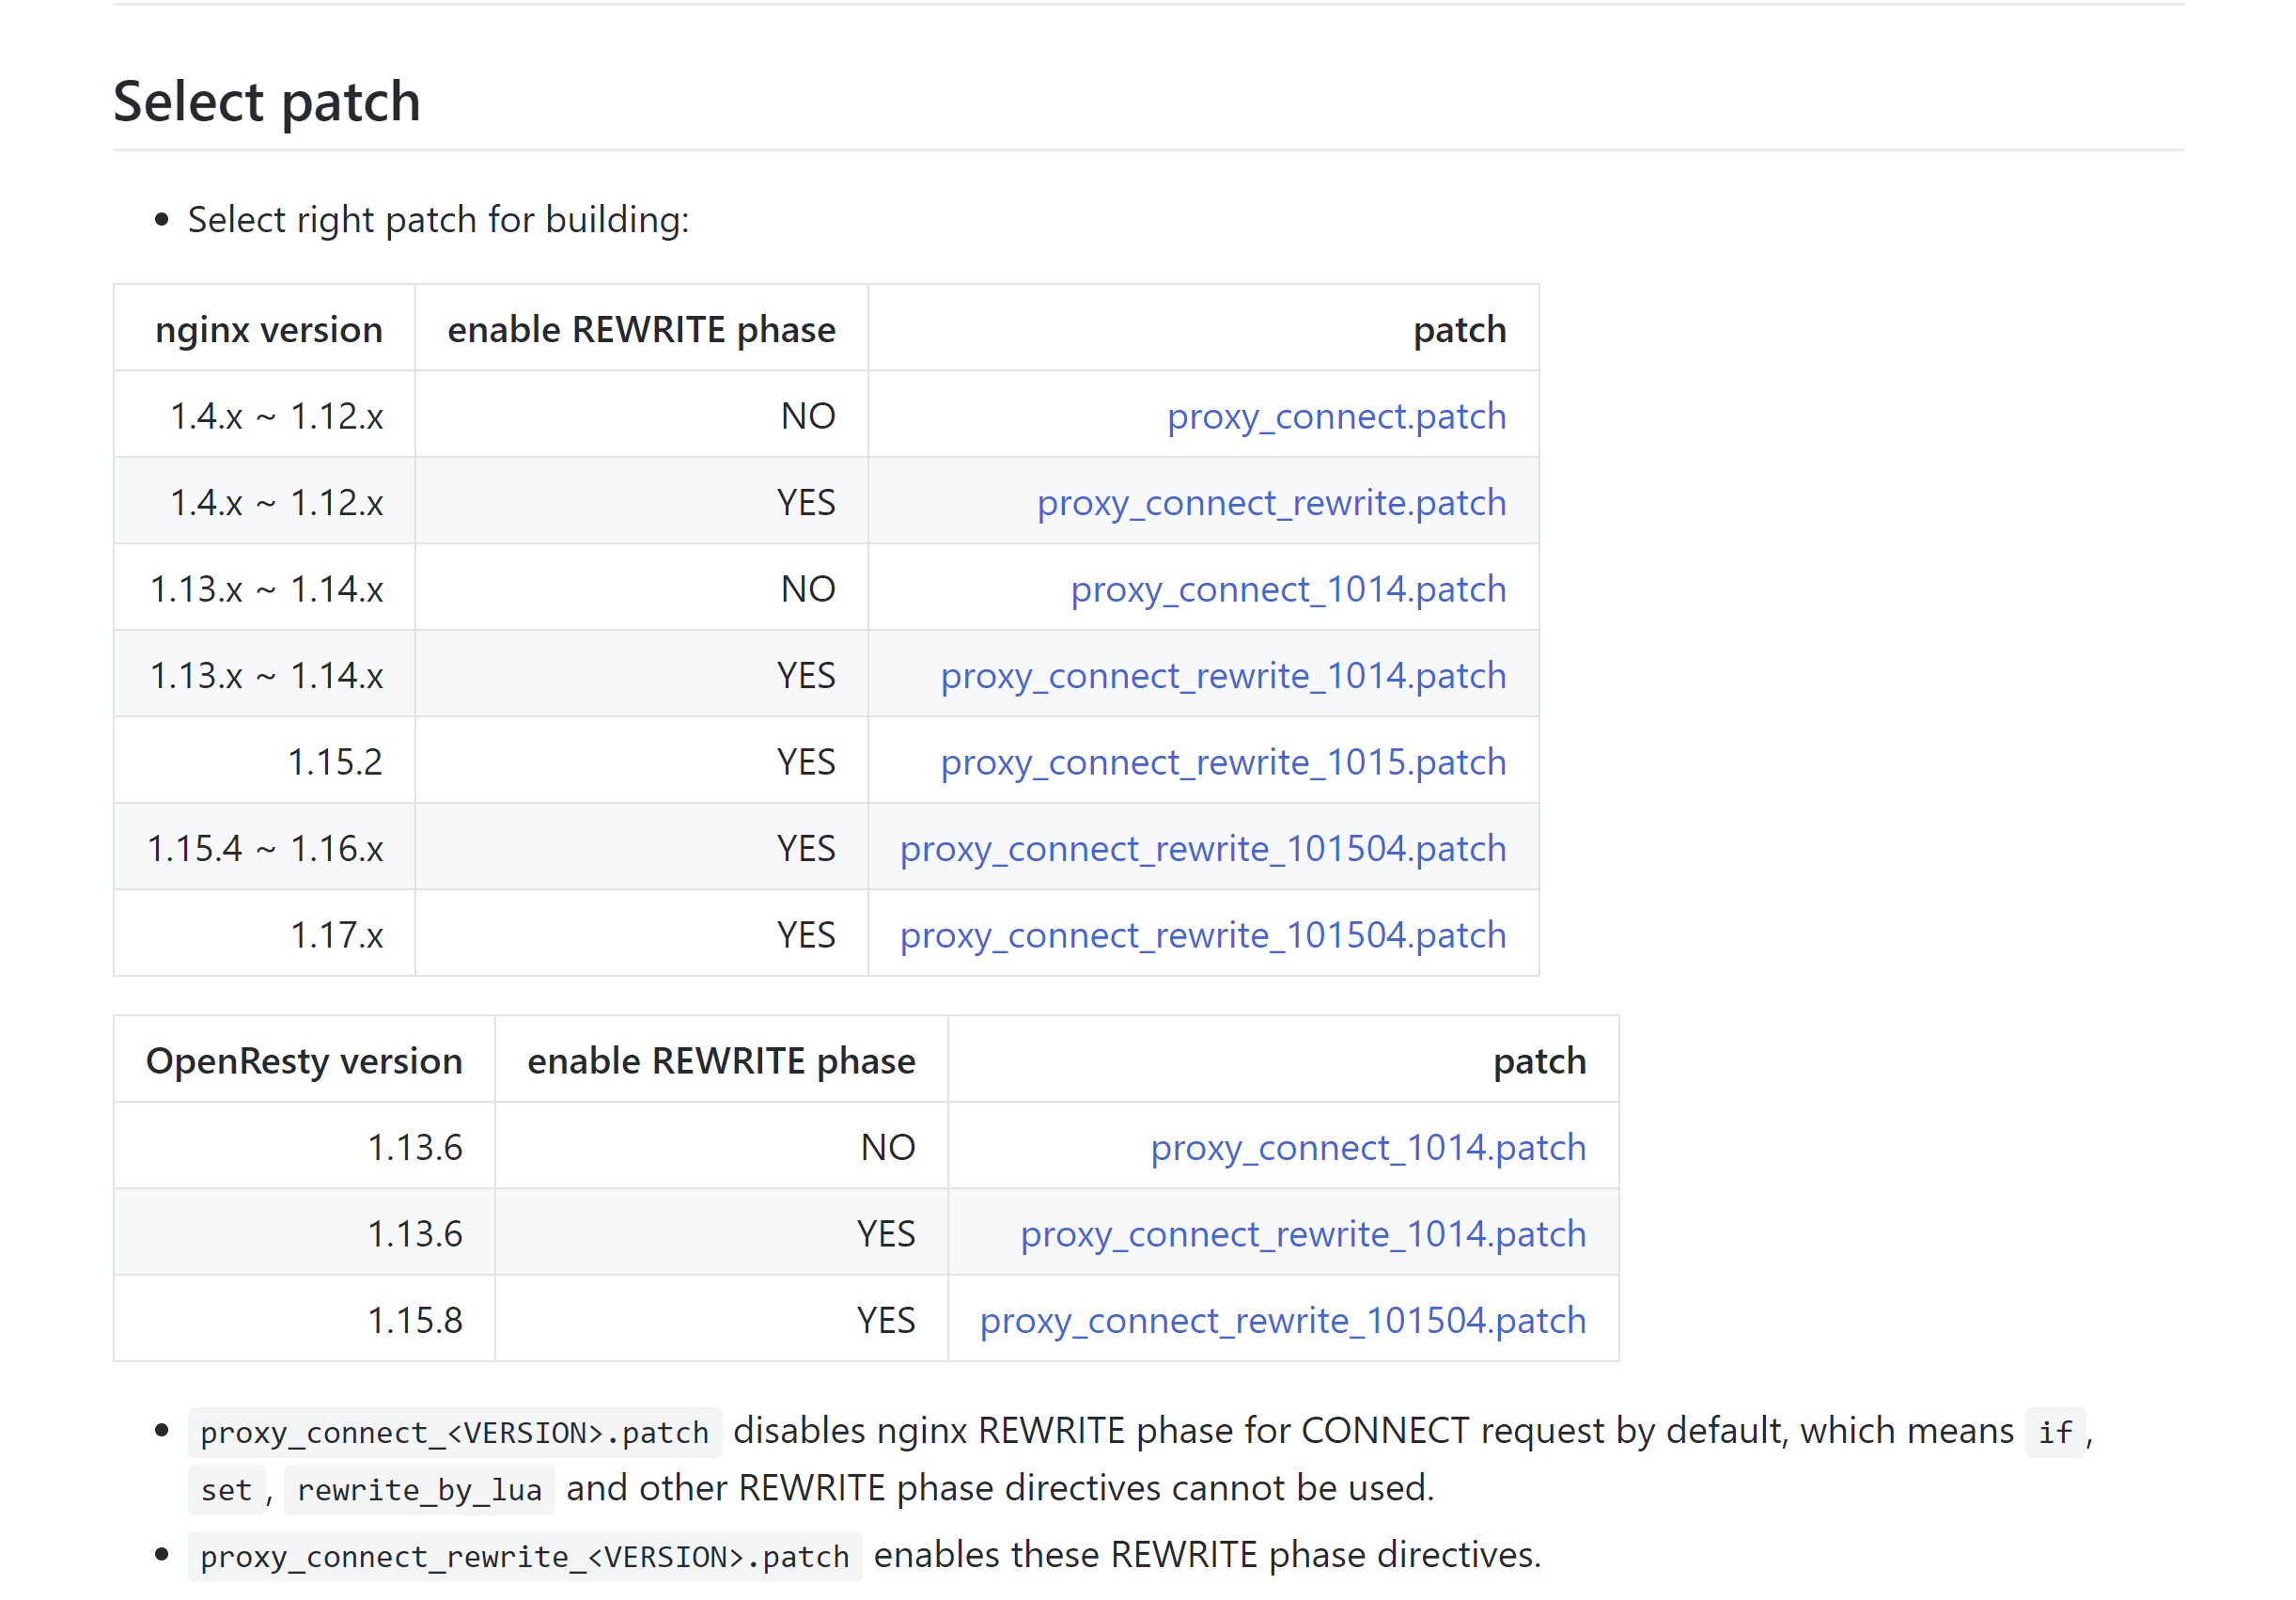 Select patch
Select right patch for building:
nginx version enable REWRITE phase patch
1.4.x ~ 1.12.x NO proxy_connect.patch
1.4.x ~ 1.12.x YES proxy_connect_rewrite.patch
1.13.x ~ 1.14.x NO proxy_connect_1014.patch
1.13.x ~ 1.14.x YES proxy_connect_rewrite_1014.patch
1.15.2 YES proxy_connect_rewrite_1015.patch
1.15.4 ~ 1.16.x YES proxy_connect_rewrite_101504.patch
1.17.x YES proxy_connect_rewrite_101504.patch
OpenResty version enable REWRITE phase patch
1.13.6 NO proxy_connect_1014.patch
1.13.6 YES proxy_connect_rewrite_1014.patch
1.15.8 YES proxy_connect_rewrite_101504.patch
proxy_connect_<VERSION>.patch disables nginx REWRITE phase for CONNECT request by default, which means if,
set, rewrite_by_lua and other REWRITE phase directives cannot be used.
proxy_connect_rewrite_<VERSION>.patch enables these REWRITE phase directives.